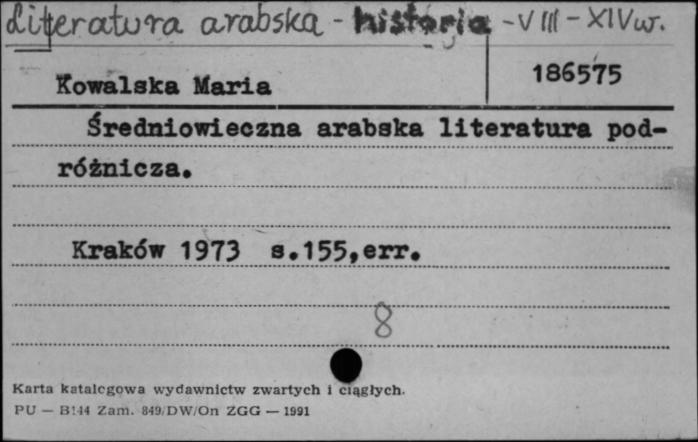 Literatura arabska - historia - VIII - XIV w.
186575
Kowalska Maria
Średniowieczna arabska literatura pod-
różnicza.
Kraków 1973 s.155,err.
8
Karta katalogowa wydawnictw zwartych i ciągłych.
PU — B144 Zam. 849/DW/On ZGG — 1991